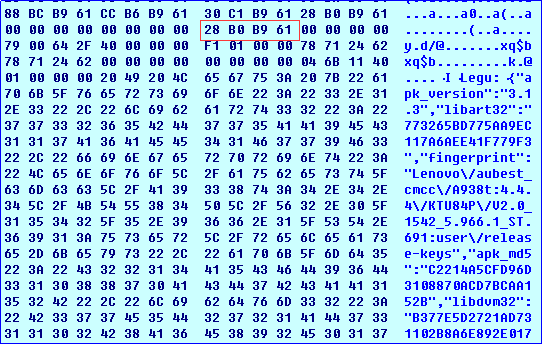 88 BC B9 61 CC B6 B9 61 30 C1 B9 61 28 B0 B9 61 ...a...a0..a(..a
00 00 00 00 00 00 00 00 28 B0 B9 61 00 00 00 00 ........(..a....
79 00 64 2F 40 00 00 00 F1 01 00 00 78 71 24 62 y.d/@.......xq$b
78 71 24 62 00 00 00 00 00 00 00 00 04 6B 11 40 xq$b.........k.@
01 00 00 00 20 49 20 4C 65 67 75 3A 20 7B 22 61 .... I Legu: {"a
70 6B 5F 76 65 72 73 69 6F 6E 22 3A 22 33 2E 31 pk_version":"3.1
2E 33 22 2C 22 6C 69 62 61 72 74 33 32 22 3A 22 .3","libart32":"
37 37 33 32 36 35 42 44 37 37 35 41 41 39 45 43 773265BD775AA9EC
31 31 37 41 36 41 45 45 34 31 46 37 37 39 46 33 117A6AEE41F779F3
22 2C 22 66 69 6E 67 65 72 70 72 69 6E 74 22 3A ","fingerprint":
22 4C 65 6E 6F 76 6F 5C 2F 61 75 62 65 73 74 5F "Lenovo\/aubest_
63 6D 63 63 5C 2F 41 39 33 38 74 3A 34 2E 34 2E cmcc\/A938t:4.4.
34 5C 2F 4B 54 55 38 34 50 5C 2F 56 32 2E 30 5F 4\/KTU84P\/V2.0_
31 35 34 32 5F 35 2E 39 36 36 2E 31 5F 53 54 2E 1542_5.966.1_ST.
36 39 31 3A 75 73 65 72 5C 2F 72 65 6C 65 61 73 691:user\/releas
65 2D 6B 65 79 73 22 2C 22 61 70 6B 5F 6D 64 35 e-keys","apk_md5
22 3A 22 43 32 32 31 34 41 35 43 46 44 39 36 44 ":"C2214A5CFD96D
33 31 30 38 38 37 30 41 43 44 37 42 43 41 41 31 3108870ACD7BCAA1
35 32 42 22 2C 22 6C 69 62 64 76 6D 33 32 22 3A 52B","libdvm32":
22 42 33 37 37 45 35 44 32 37 32 31 41 44 37 33 "B377E5D2721AD73
31 31 30 32 42 38 41 36 45 38 39 32 45 30 31 37 1102B8A6E892E017